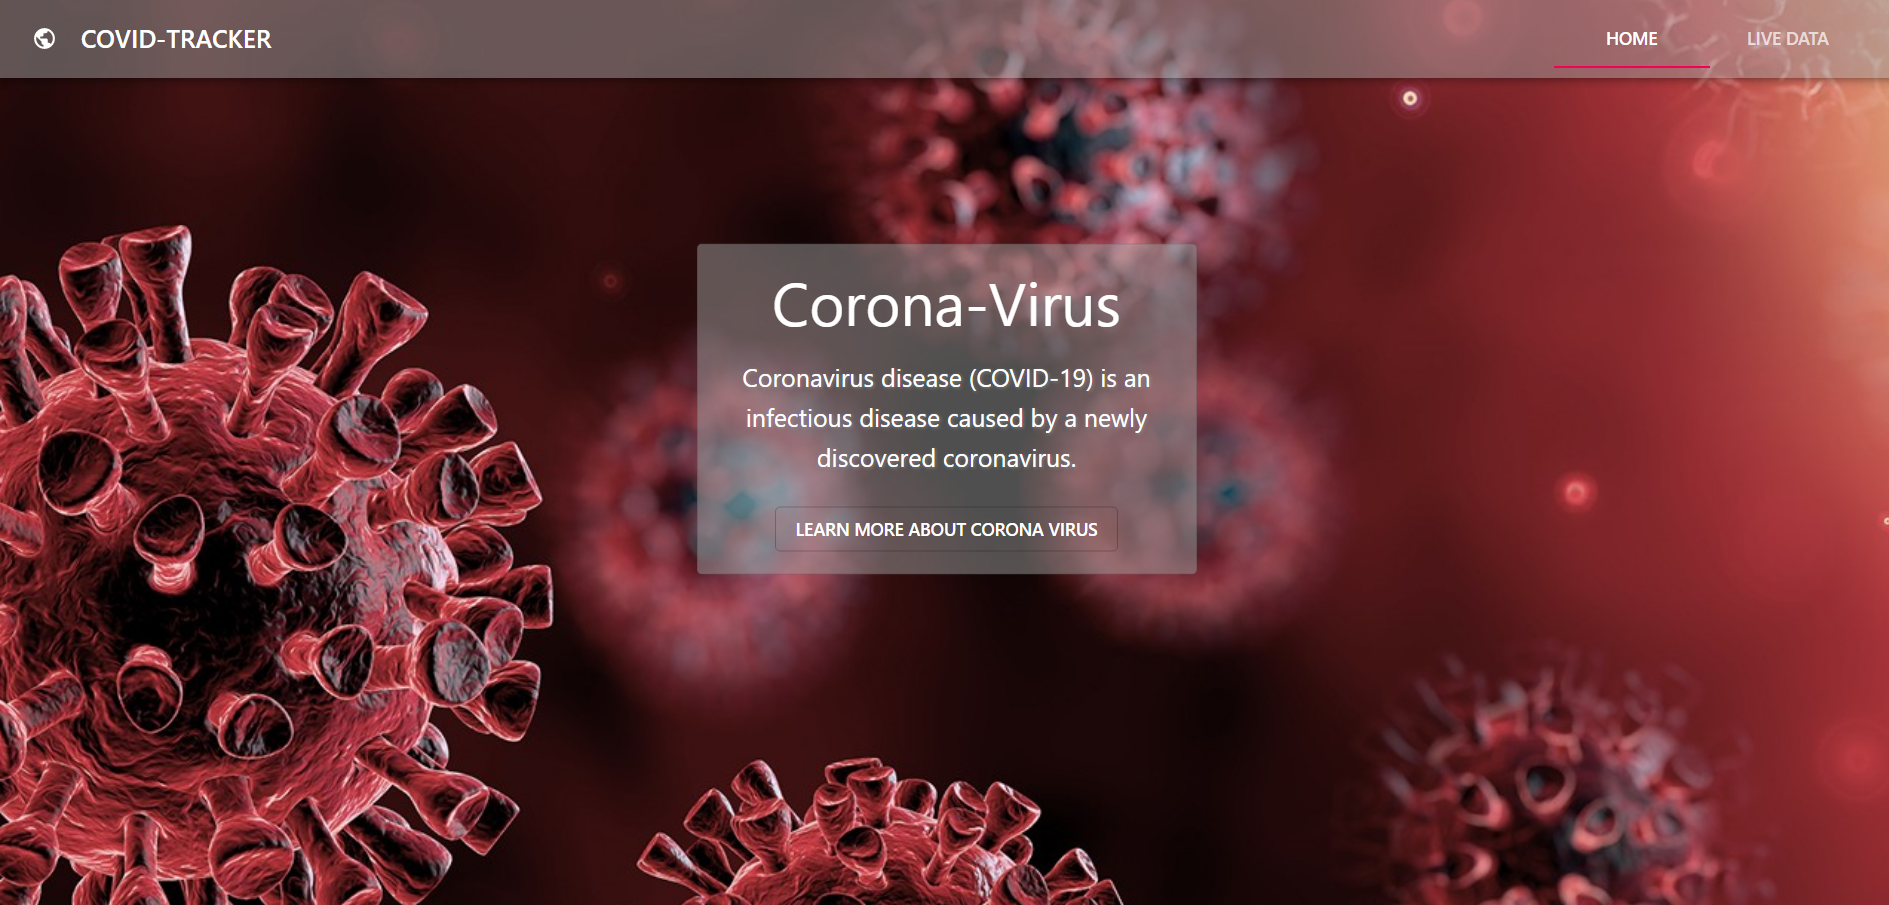 COVID-TRACKER
HOME
LIVE DATA
Corona-Virus
Coronavirus disease (COVID-19) is an
infectious disease caused by a newly
discovered coronavirus.
LEARN MORE ABOUT CORONA VIRUS